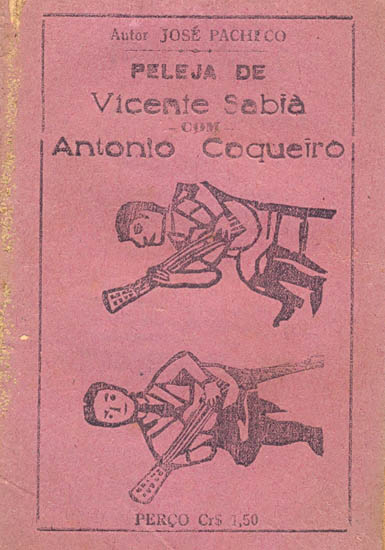 Autor JOSÉ PACHECO
PELEJA DE
Vicente Sabiá
- COM -
Antonio Coqueiro
PERÇO Cr$ 1,50